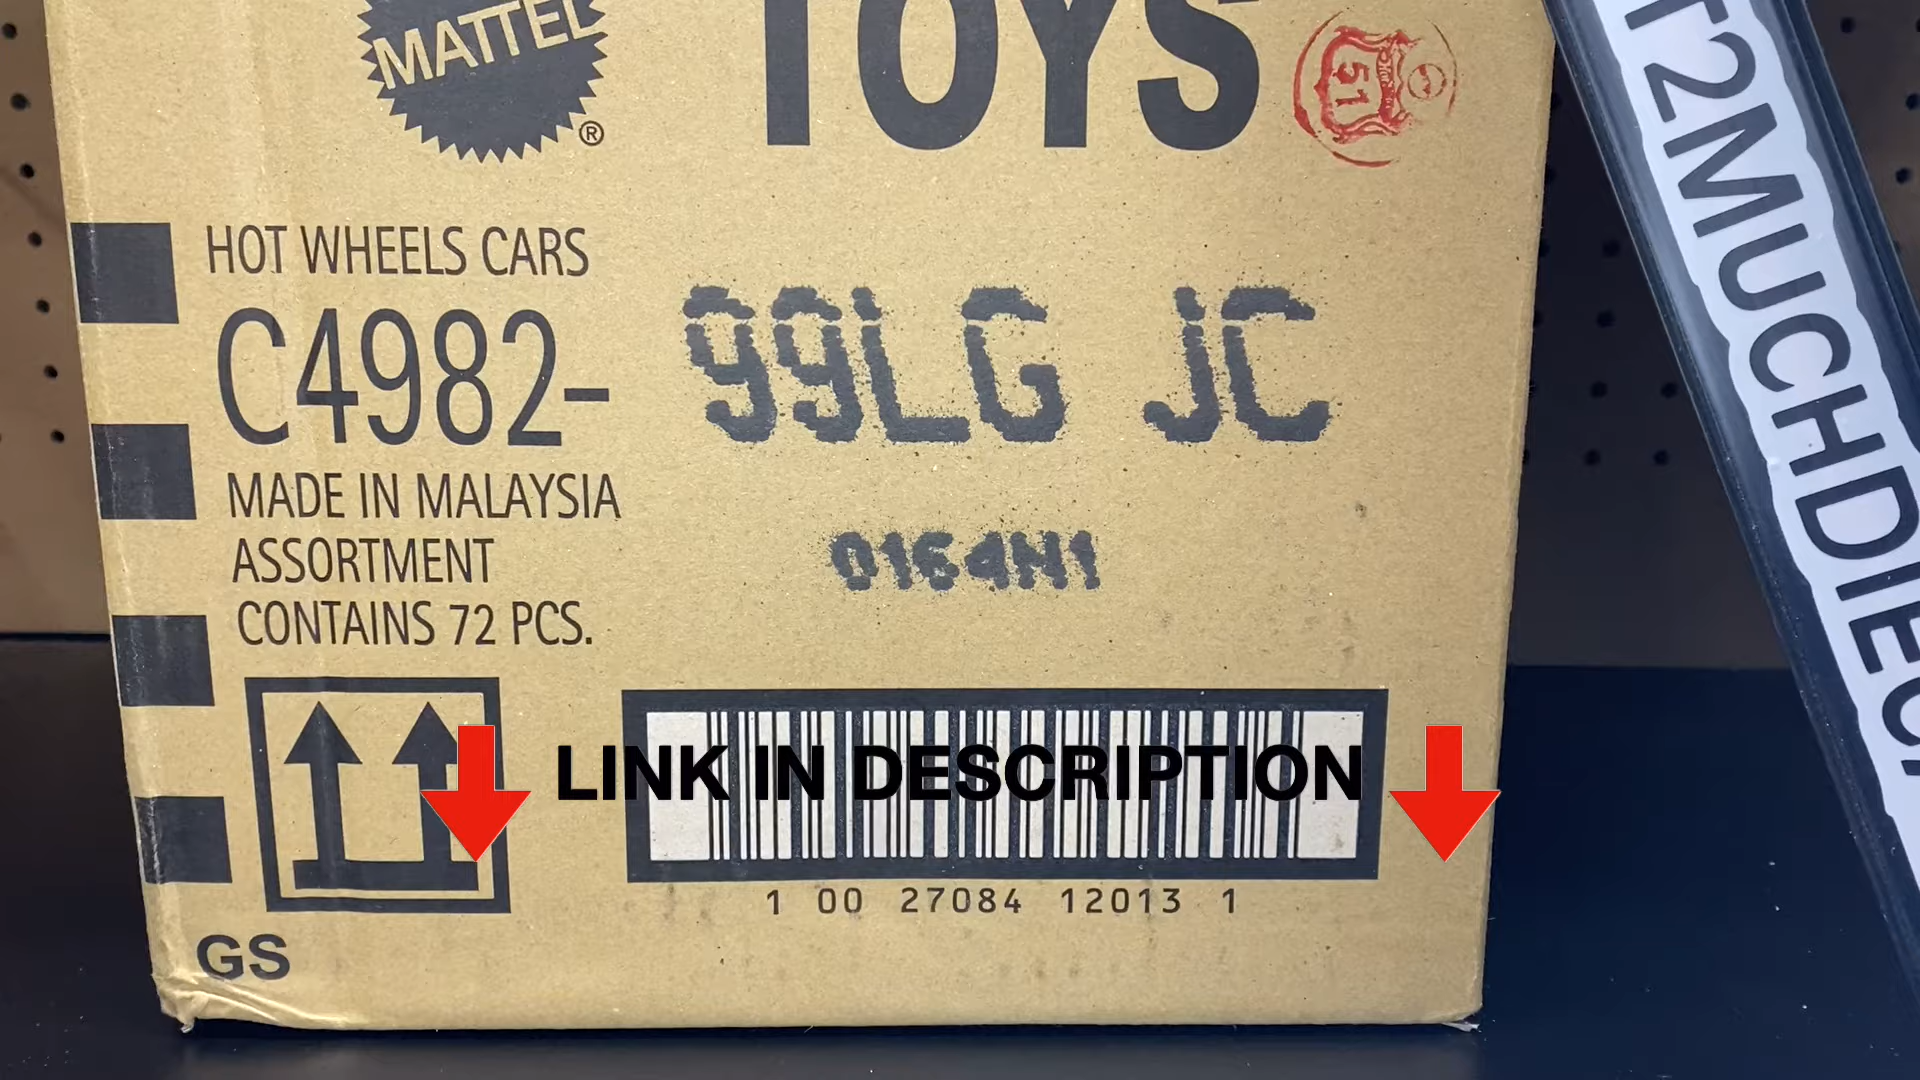 MATTEL
®
TOYS
51
HOT WHEELS CARS
C4982-
99LG JC
MADE IN MALAYSIA
ASSORTMENT
CONTAINS 72 PCS.
0164N1
LINK IN DESCRIPTION
1 00 27084 12013 1
GS
T2MUCHDIECA